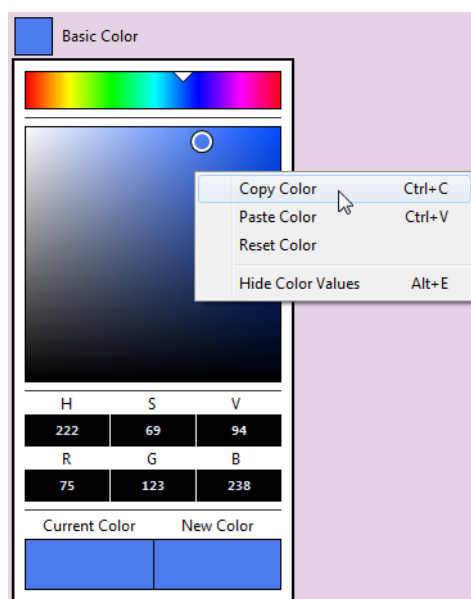 Basic Color
Copy Color Ctrl+C
Paste Color Ctrl+V
Reset Color
Hide Color Values Alt+E
H S V
222 69 94
R G B
75 123 238
Current Color New Color